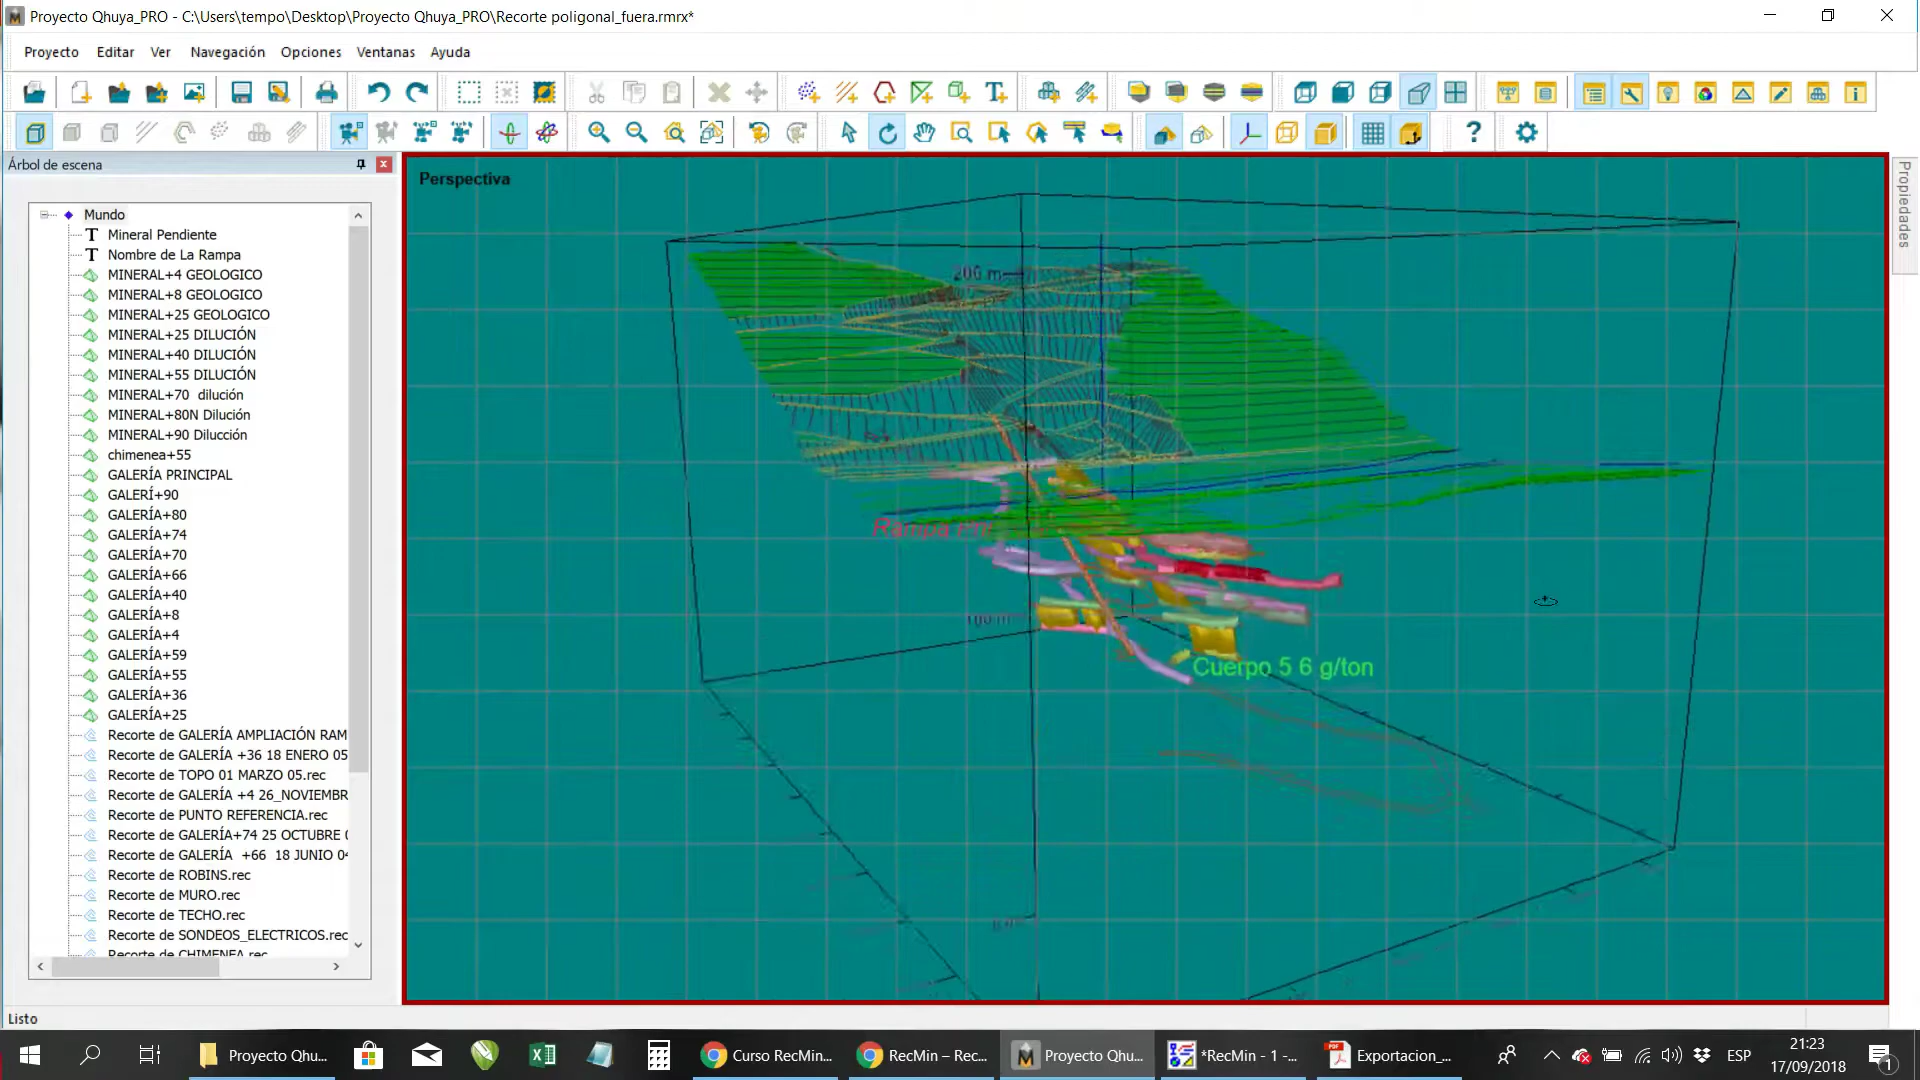 Proyecto Qhuya_PRO - C:\Users\tempo\Desktop\Proyecto Qhuya_PRO\Recorte poligonal_fuera.rmrx*
Proyecto Editar Ver Navegación Opciones Ventanas Ayuda
Árbol de escena
Mundo
Mineral Pendiente
Nombre de La Rampa
MINERAL+4 GEOLOGICO
MINERAL+8 GEOLOGICO
MINERAL+25 GEOLOGICO
MINERAL+25 DILUCIÓN
MINERAL+40 DILUCIÓN
MINERAL+55 DILUCIÓN
MINERAL+70 dilución
MINERAL+80N Dilución
MINERAL+90 Dilucción
chimenea+55
GALERÍA PRINCIPAL
GALERÍ+90
GALERÍA+80
GALERÍA+74
GALERÍA+70
GALERÍA+66
GALERÍA+40
GALERÍA+8
GALERÍA+4
GALERÍA+59
GALERÍA+55
GALERÍA+36
GALERÍA+25
Recorte de GALERÍA AMPLIACIÓN RAM
Recorte de GALERÍA +36 18 ENERO 05
Recorte de TOPO 01 MARZO 05.rec
Recorte de GALERÍA +4 26_NOVIEMBR
Recorte de PUNTO REFERENCIA.rec
Recorte de GALERÍA+74 25 OCTUBRE 0
Recorte de GALERÍA +66 18 JUNIO 04
Recorte de ROBINS.rec
Recorte de MURO.rec
Recorte de TECHO.rec
Recorte de SONDEOS_ELECTRICOS.rec
Recorte de CHIMENEA.rec
Perspectiva
200 m
Rampa
100 m
Cuerpo 5 6 g/ton
Propiedades
Listo
Proyecto Qhu...
Curso RecMin...
RecMin – Rec...
Proyecto Qhu...
*RecMin - 1 -...
Exportacion_...
ESP
21:23
17/09/2018
1